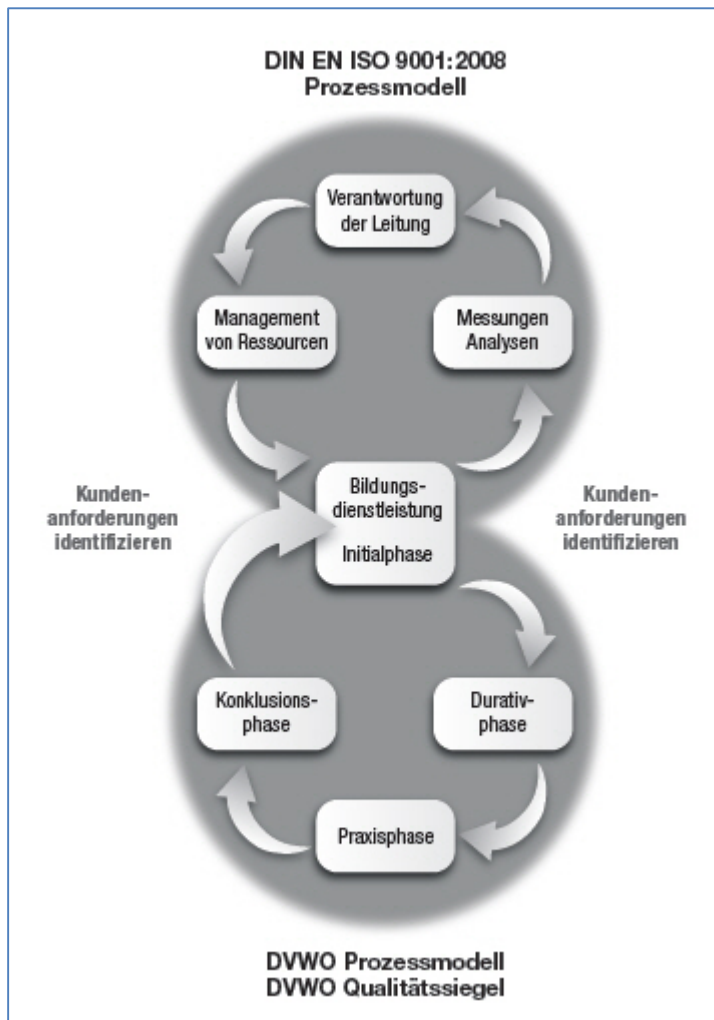 DIN EN ISO 9001:2008
Prozessmodell
Verantwortung
der Leitung
Management
von Ressourcen
Messungen
Analysen
Kunden-
anforderungen
identifizieren
Bildungs-
dienstleistung
Initialphase
Kunden-
anforderungen
identifizieren
Konklusions-
phase
Durativ-
phase
Praxisphase
DVWO Prozessmodell
DVWO Qualitätssiegel